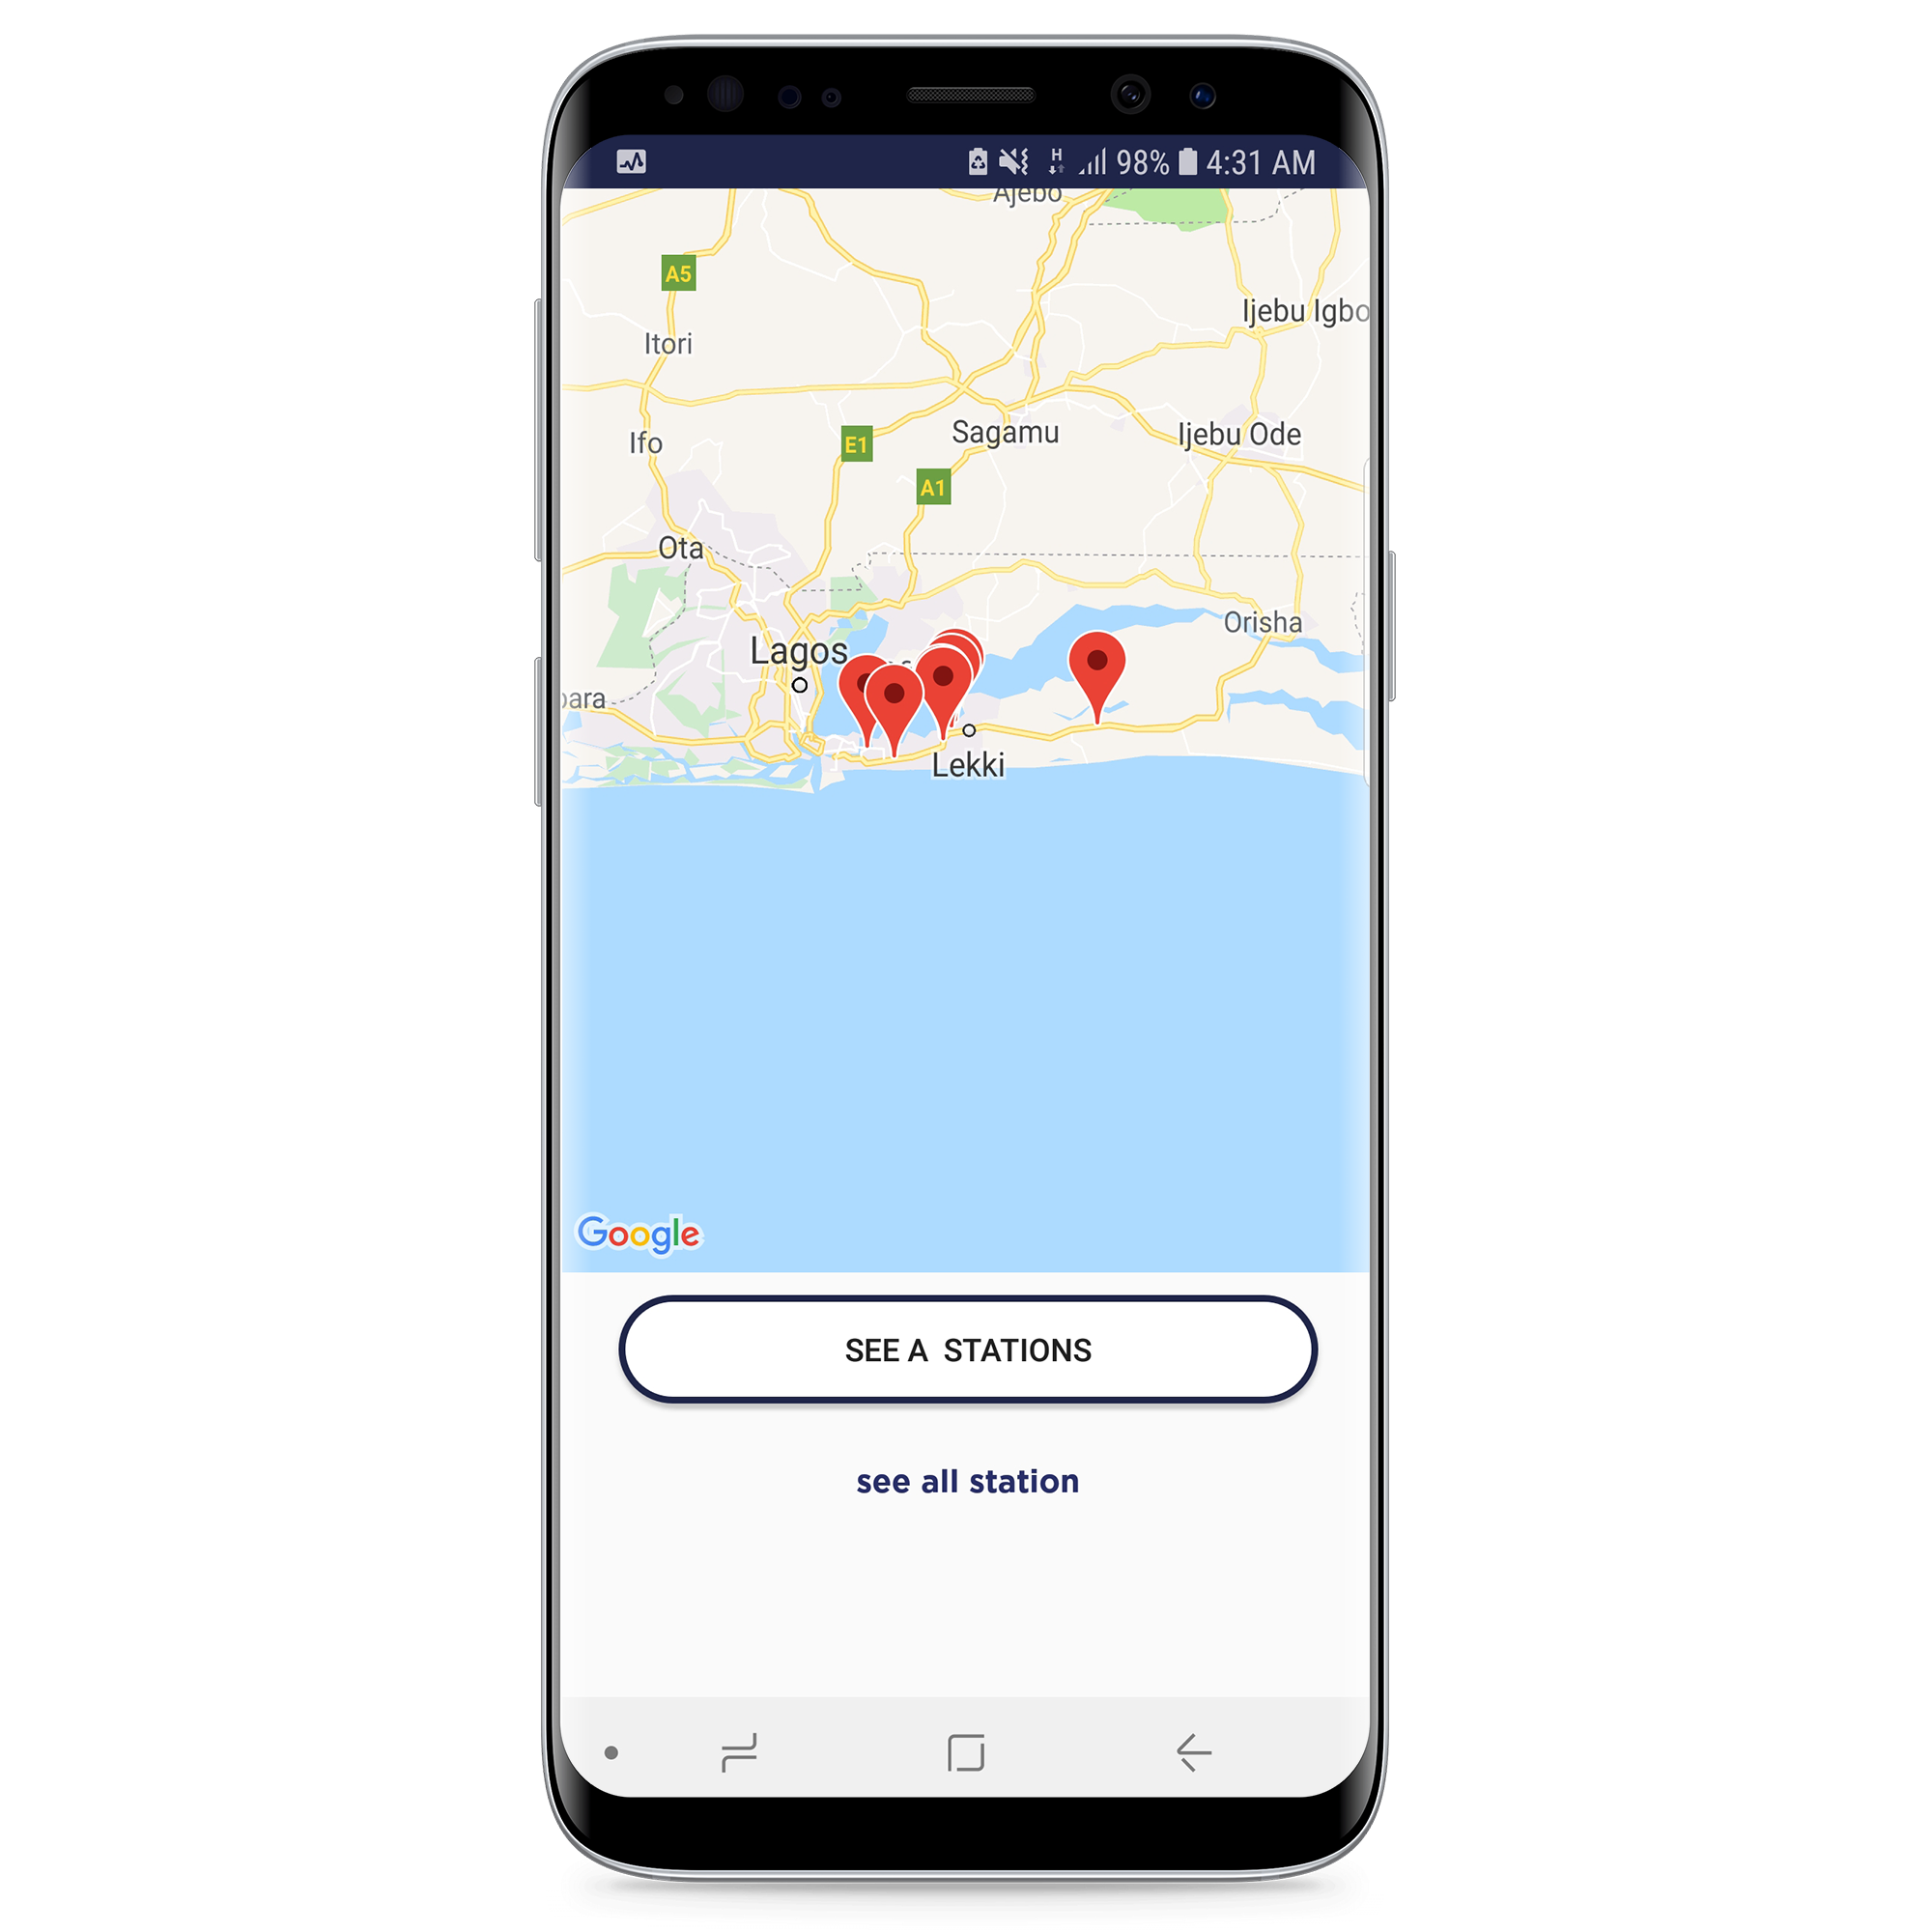 H 98% 4:31 AM
Ajebo
A5
Ijebu Igbo
Itori
Sagamu
Ijebu Ode
Ifo
E1
A1
Ota
Orisha
Lagos
Lekki
Google
SEE A STATIONS
see all station